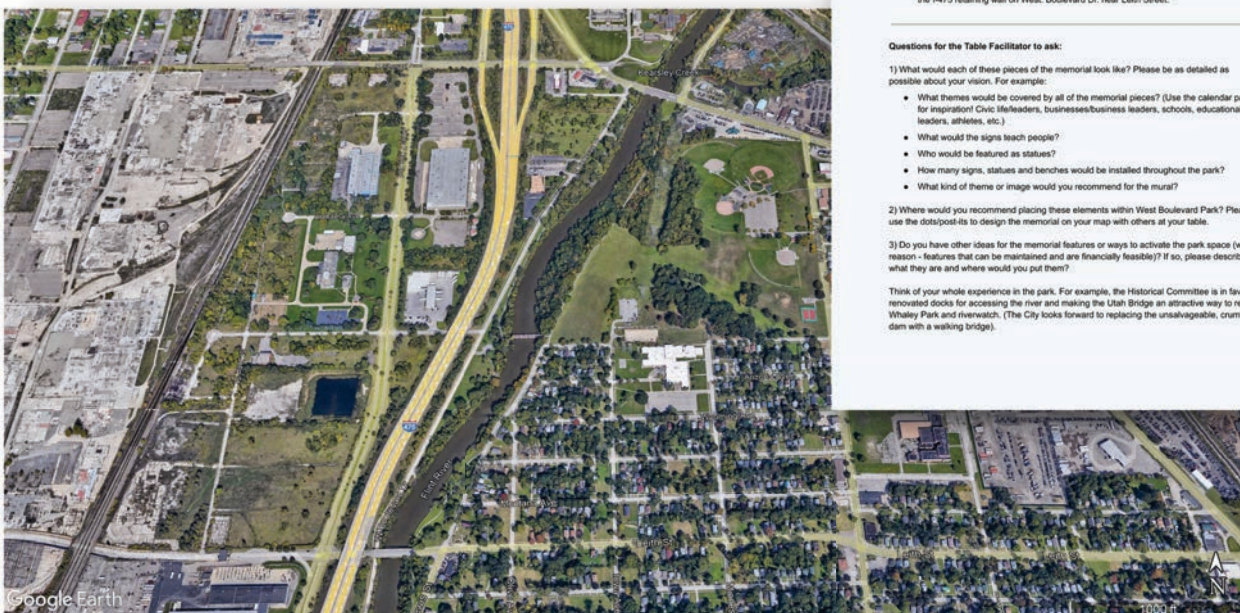 the I-475 retaining wall on West. Boulevard Dr. near Leith Street.
Questions for the Table Facilitator to ask:
1) What would each of these pieces of the memorial look like? Please be as detailed as
possible about your vision. For example:
• What themes would be covered by all of the memorial pieces? (Use the calendar pa
for inspiration! Civic life/leaders, businesses/business leaders, schools, educational
leaders, athletes, etc.)
• What would the signs teach people?
• Who would be featured as statues?
• How many signs, statues and benches would be installed throughout the park?
• What kind of theme or image would you recommend for the mural?
2) Where would you recommend placing these elements within West Boulevard Park? Plea
use the dots/post-its to design the memorial on your map with others at your table.
3) Do you have other ideas for the memorial features or ways to activate the park space (w
reason - features that can be maintained and are financially feasible)? If so, please describ
what they are and where would you put them?
Think of your whole experience in the park. For example, the Historical Committee is in fav
renovated docks for accessing the river and making the Utah Bridge an attractive way to re
Whaley Park and riverwatch. (The City looks forward to replacing the unsalvageable, crum
dam with a walking bridge).
475
Kearsley Creek
475
Flint River
Leith St
Leith St
Google Earth
N
1000 ft